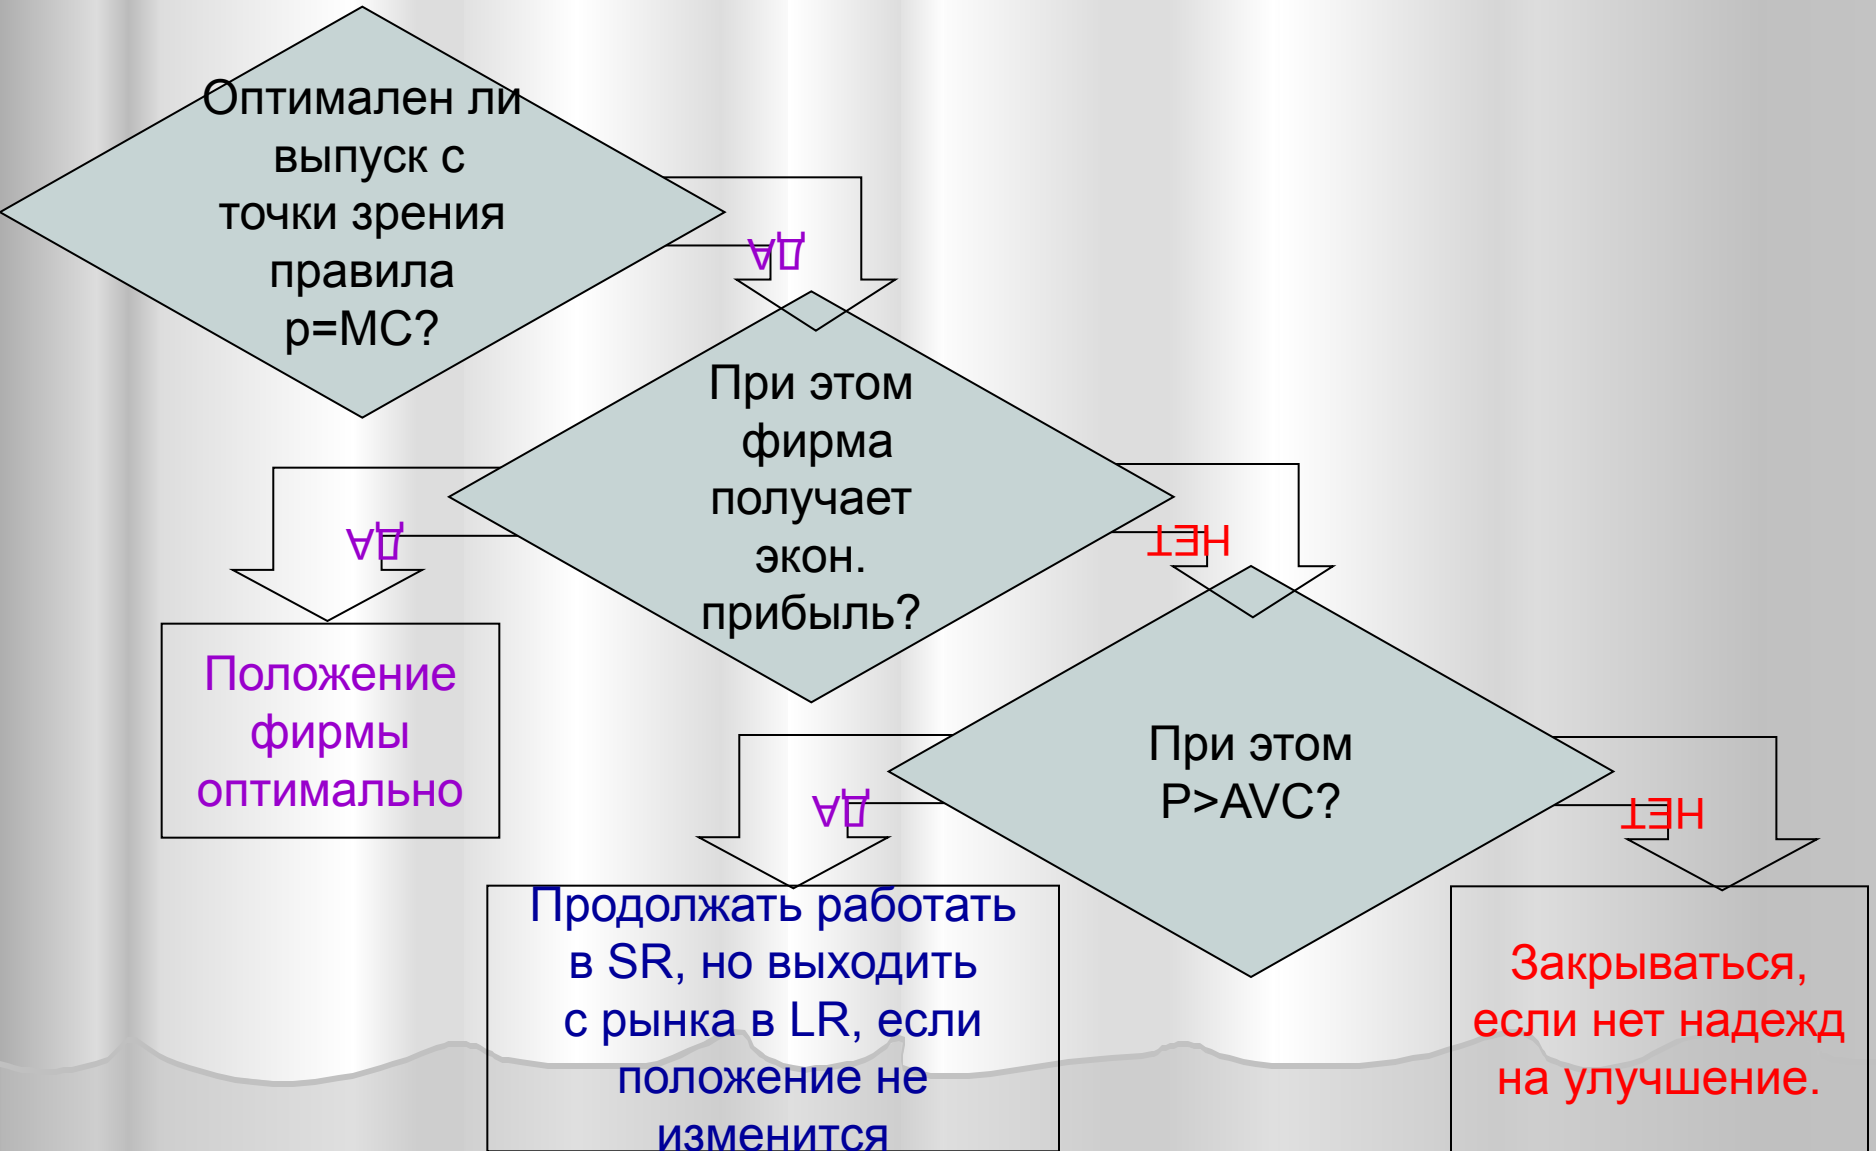 Оптимален ли
выпуск с
точки зрения
правила
p=MC?
ДА
При этом
фирма
получает
экон.
прибыль?
ДА
НЕТ
Положение
фирмы
оптимально
При этом
P>AVC?
ДА
НЕТ
Продолжать работать
в SR, но выходить
с рынка в LR, если
положение не
изменится
Закрываться,
если нет надежд
на улучшение.